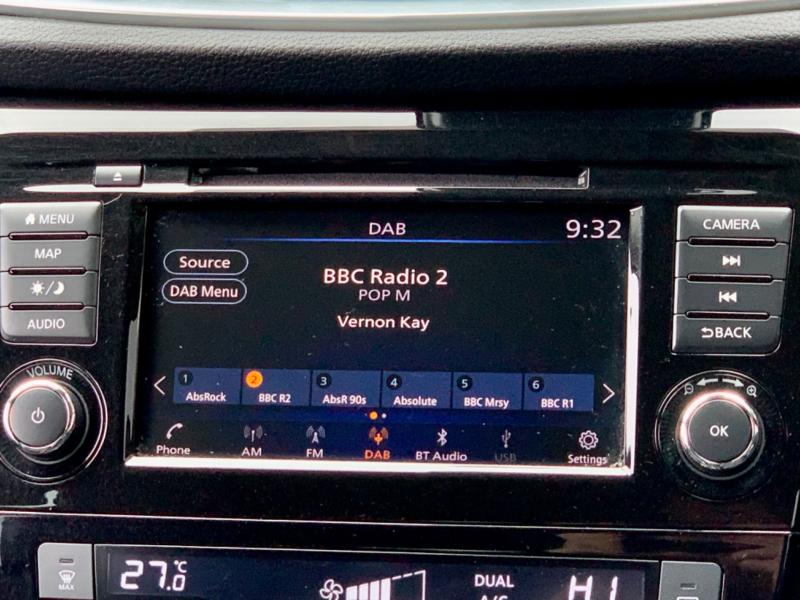 MENU
MAP
AUDIO
VOLUME
DAB
9:32
Source
DAB Menu
BBC Radio 2
POP M
Vernon Kay
1 AbsRock
2 BBC R2
3 AbsR 90s
4 Absolute
5 BBC Mrsy
6 BBC R1
Phone
AM
FM
DAB
BT Audio
USB
Settings
CAMERA
BACK
OK
MAX
27.0 °C
DUAL
A/C
HI